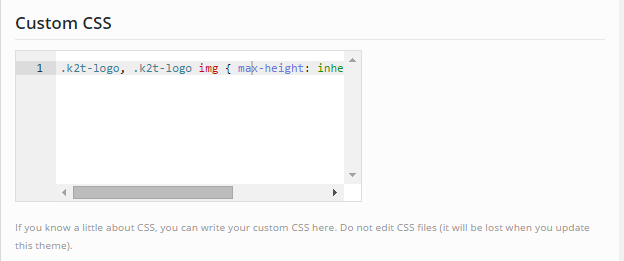 Custom CSS
1 .k2t-logo, .k2t-logo img { max-height: inhe
If you know a little about CSS, you can write your custom CSS here. Do not edit CSS files (it will be lost when you update
this theme).